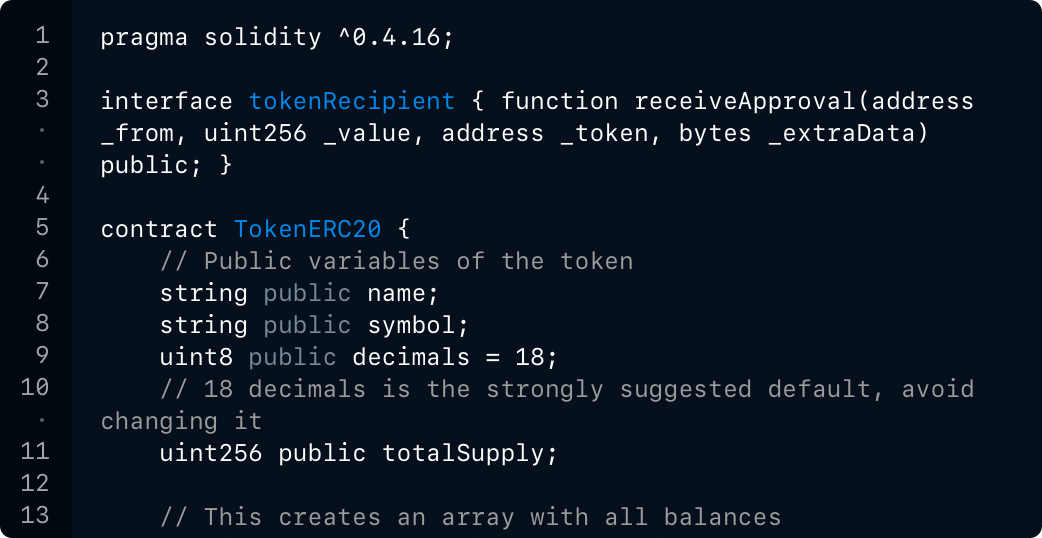 1 pragma solidity ^0.4.16;
2
3 interface tokenRecipient { function receiveApproval(address
· _from, uint256 _value, address _token, bytes _extraData)
· public; }
4
5 contract TokenERC20 {
6     // Public variables of the token
7     string public name;
8     string public symbol;
9     uint8 public decimals = 18;
10     // 18 decimals is the strongly suggested default, avoid
· changing it
11     uint256 public totalSupply;
12
13     // This creates an array with all balances